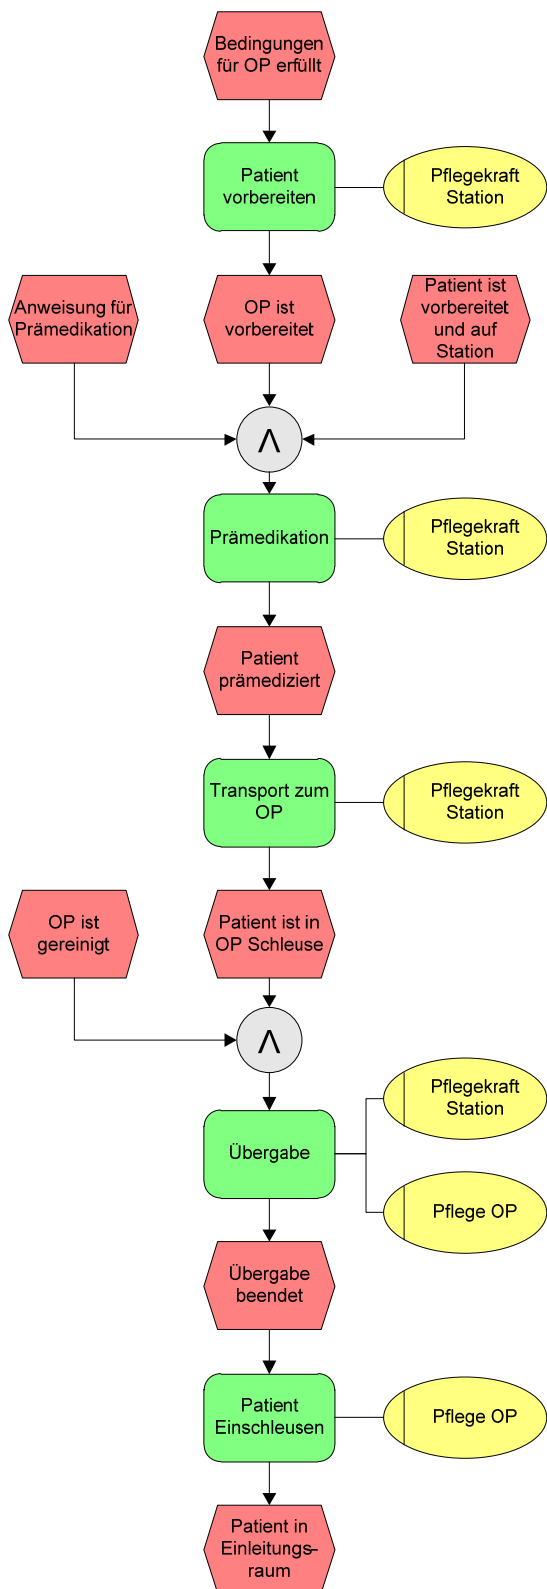 Bedingungen
für OP erfüllt
Patient
vorbereiten
Pflegekraft
Station
Anweisung für
Prämedikation
OP ist
vorbereitet
Patient ist
vorbereitet
und auf
Station
Λ
Prämedikation
Pflegekraft
Station
Patient
prämediziert
Transport zum
OP
Pflegekraft
Station
OP ist
gereinigt
Patient ist in
OP Schleuse
Λ
Übergabe
Pflegekraft
Station
Pflege OP
Übergabe
beendet
Patient
Einschleusen
Pflege OP
Patient in
Einleitungs-
raum